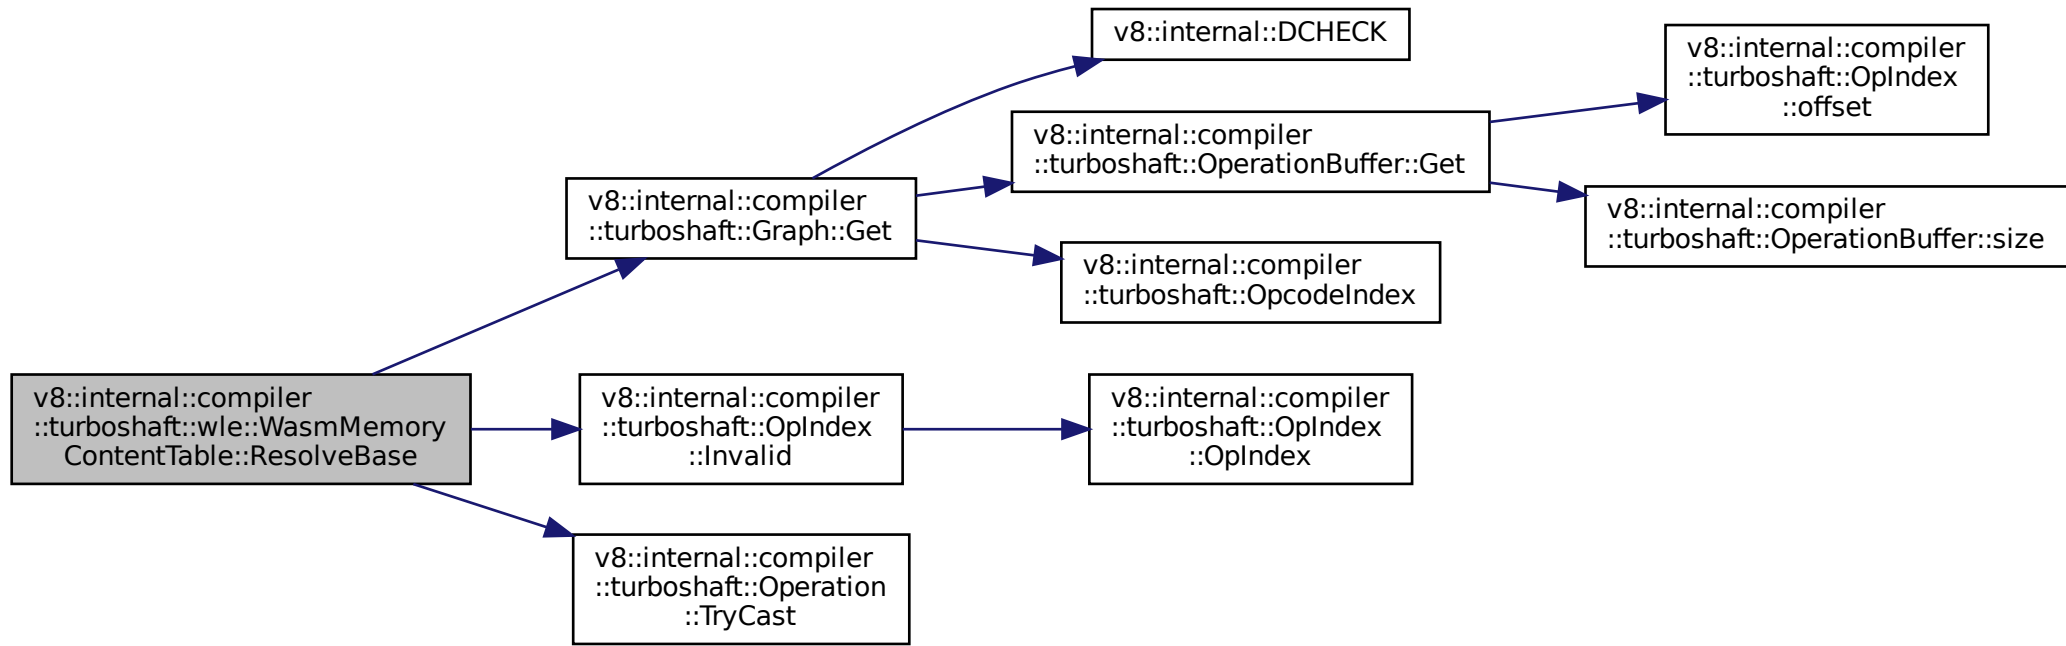 v8::internal::DCHECK
v8::internal::compiler
::turboshaft::OpIndex
::offset
v8::internal::compiler
::turboshaft::OperationBuffer::Get
v8::internal::compiler
::turboshaft::Graph::Get
v8::internal::compiler
::turboshaft::OperationBuffer::size
v8::internal::compiler
::turboshaft::OpcodeIndex
v8::internal::compiler
::turboshaft::wle::WasmMemory
ContentTable::ResolveBase
v8::internal::compiler
::turboshaft::OpIndex
::Invalid
v8::internal::compiler
::turboshaft::OpIndex
::OpIndex
v8::internal::compiler
::turboshaft::Operation
::TryCast